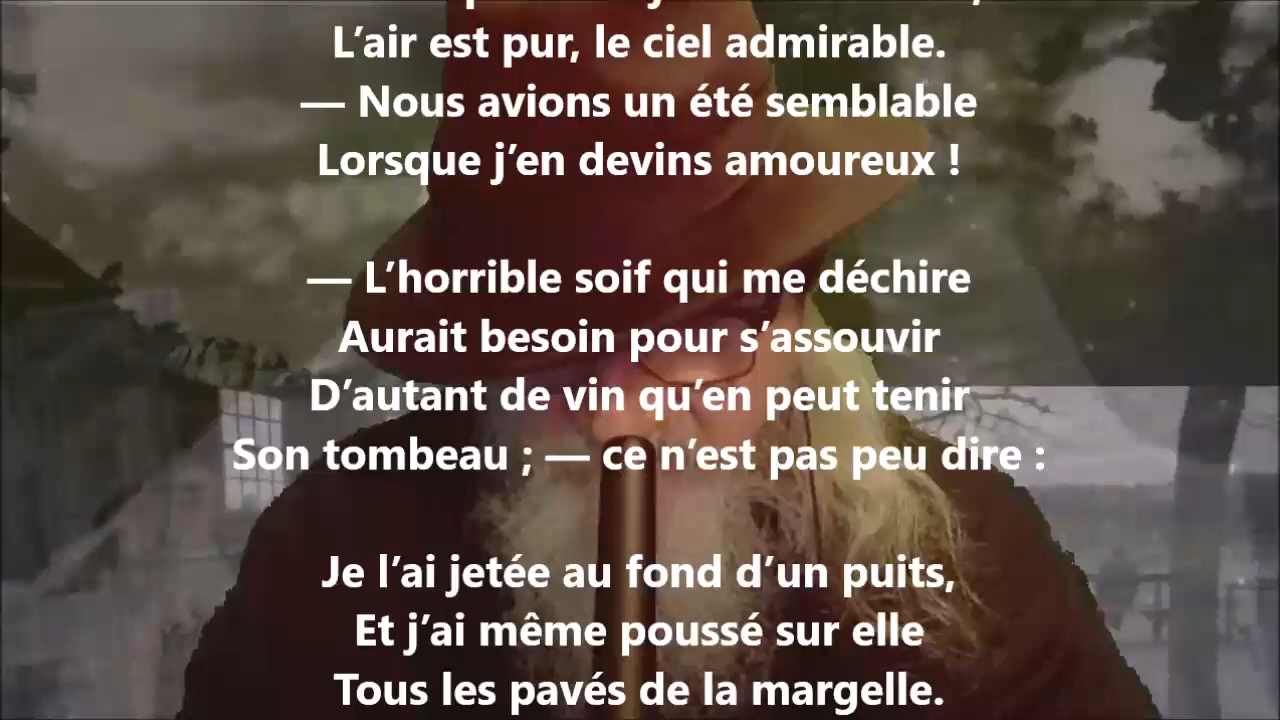 L’air est pur, le ciel admirable.
— Nous avions un été semblable
Lorsque j’en devins amoureux !
— L’horrible soif qui me déchire
Aurait besoin pour s’assouvir
D’autant de vin qu’en peut tenir
Son tombeau ; — ce n’est pas peu dire :
Je l’ai jetée au fond d’un puits,
Et j’ai même poussé sur elle
Tous les pavés de la margelle.